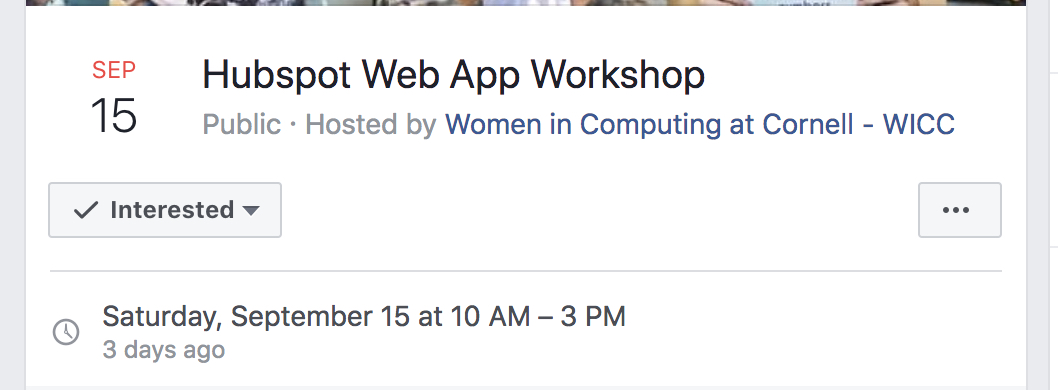 SEP
15
Hubspot Web App Workshop
Public · Hosted by Women in Computing at Cornell - WICC
Interested
Saturday, September 15 at 10 AM – 3 PM
3 days ago